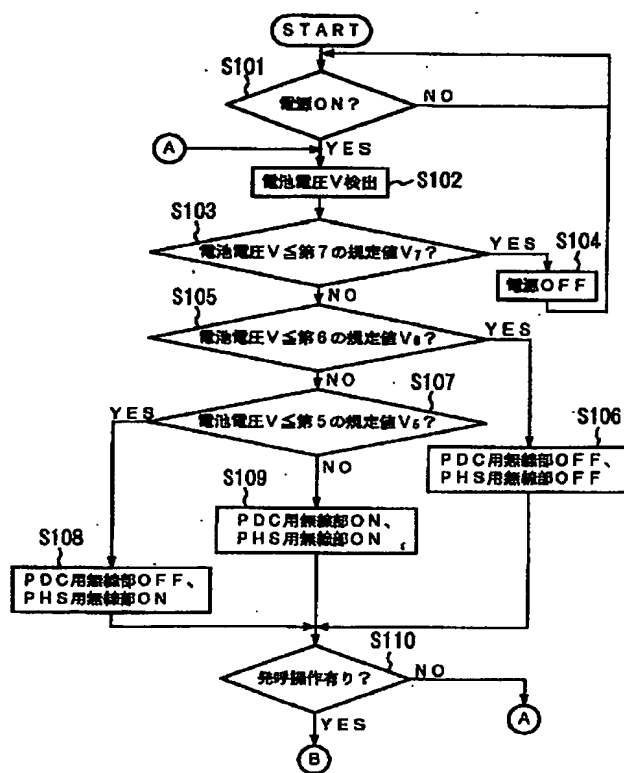 START
S101
電源ON?
NO
A
YES
電池電圧V検出
S102
S103
電池電圧V≦第7の規定値V7?
YES
S104
電源OFF
NO
S105
電池電圧V≦第6の規定値V6?
YES
NO
S107
YES
電池電圧V≦第5の規定値V5?
S106
NO
PDC用無線部OFF、
PHS用無線部OFF
S109
PDC用無線部ON、
PHS用無線部ON
S108
PDC用無線部OFF、
PHS用無線部ON
S110
発呼操作有り?
NO
A
YES
B